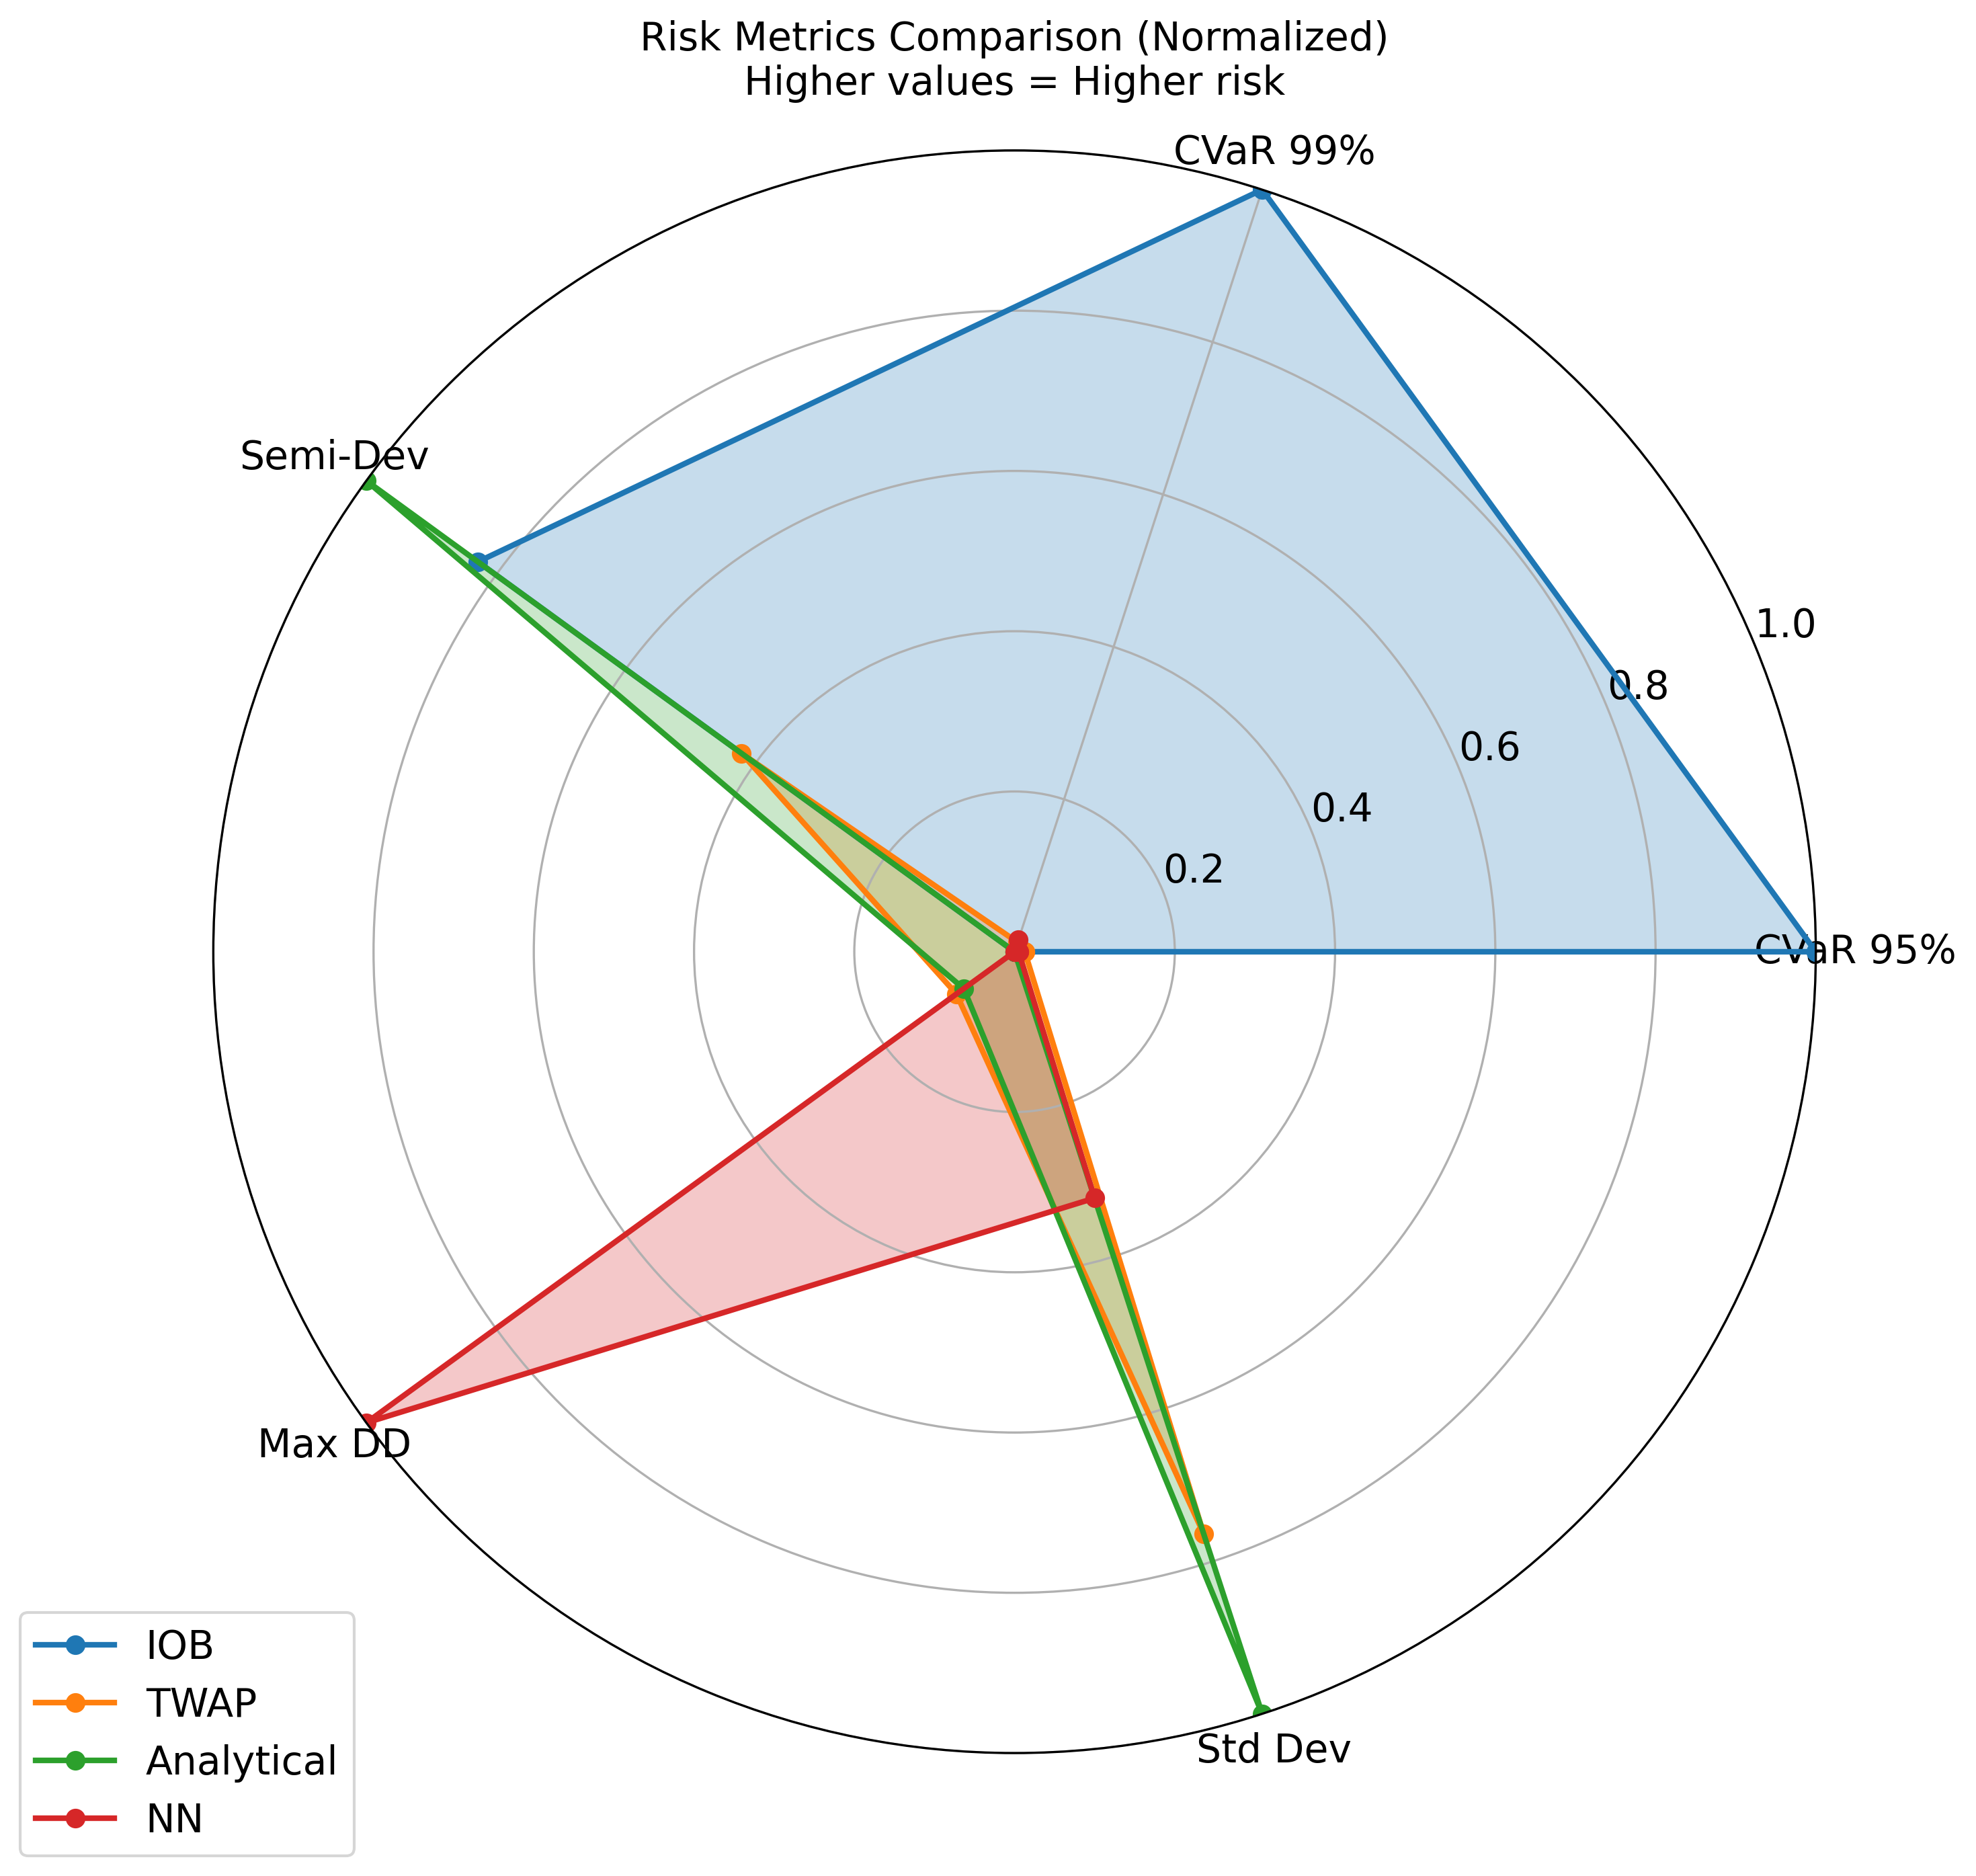 Risk Metrics Comparison (Normalized)
Higher values = Higher risk
CVaR 99%
Semi-Dev
1.0
0.8
0.6
0.4
0.2
CVaR 95%
Max DD
Std Dev
IOB
TWAP
Analytical
NN